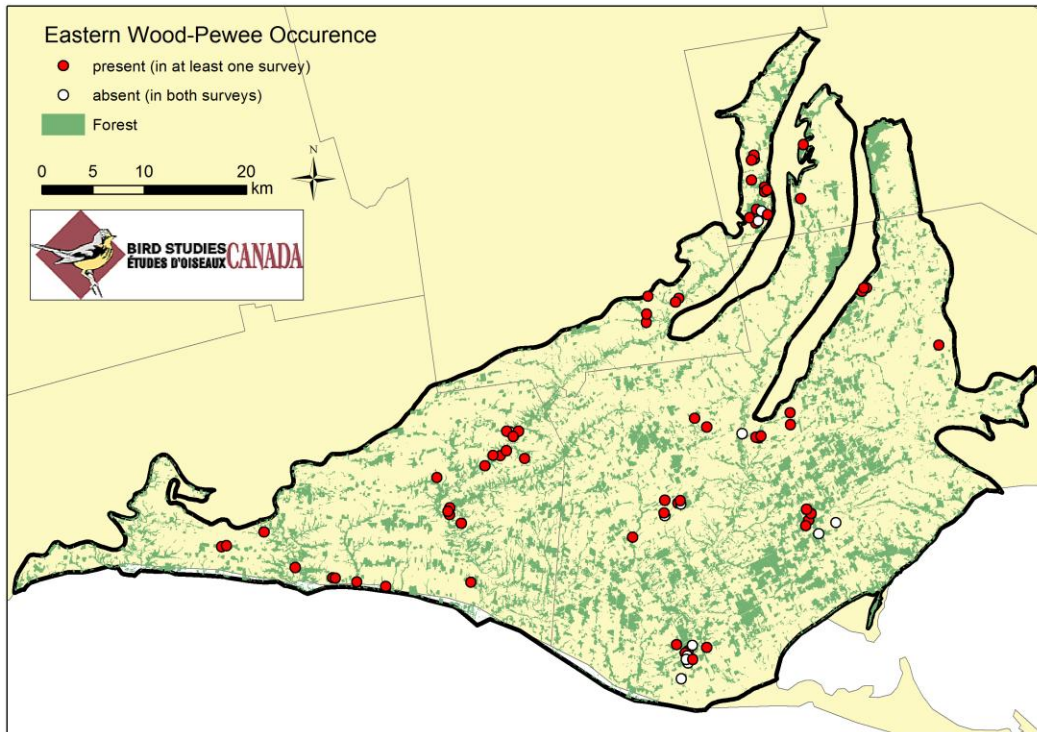 Eastern Wood-Pewee Occurence
present (in at least one survey)
absent (in both surveys)
Forest
N
0 5 10 20
km
BIRD STUDIES
ÉTUDES D'OISEAUX CANADA